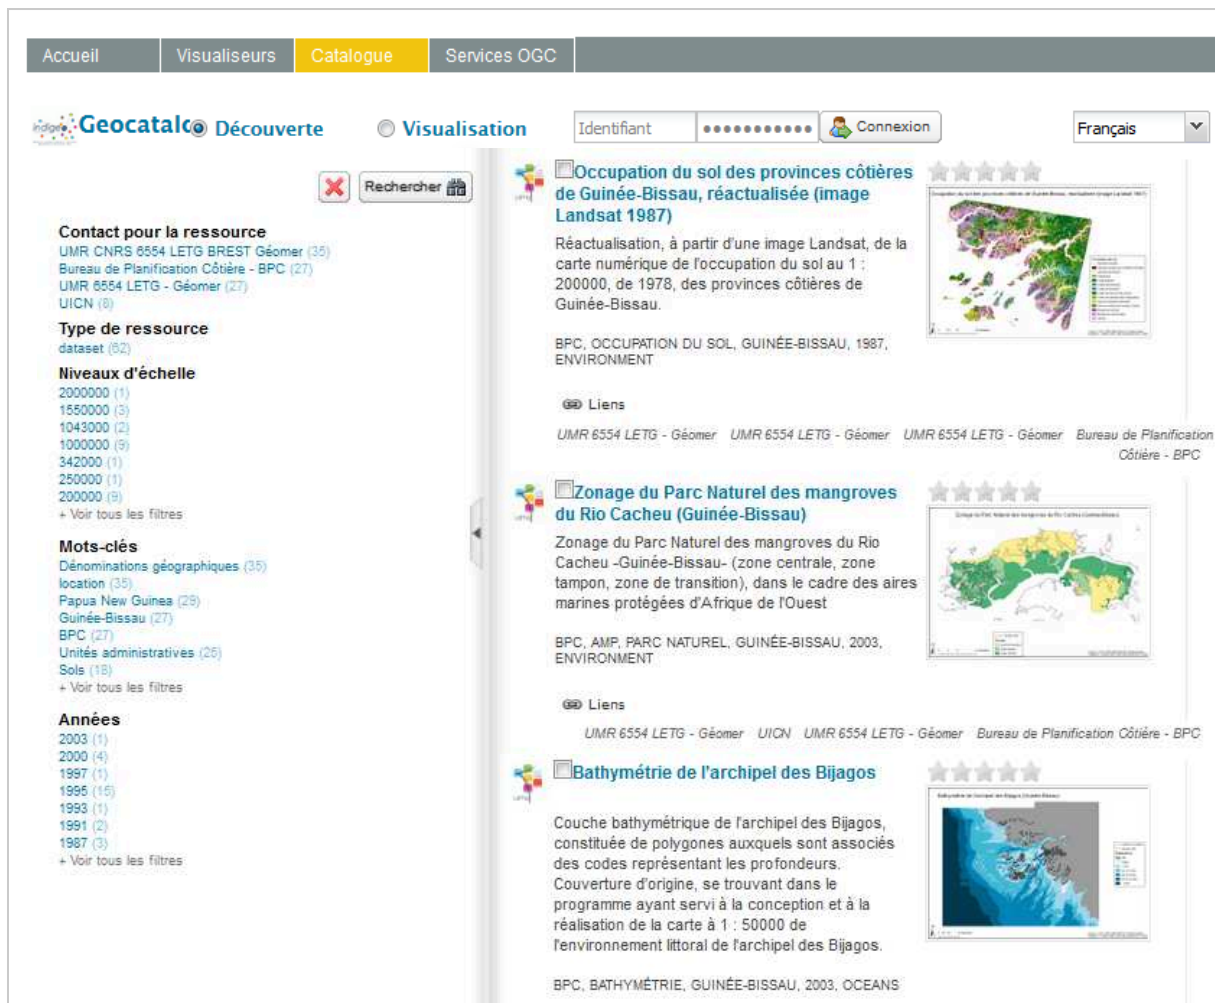 Accueil
Visualiseurs
Catalogue
Services OGC
indigeo
Geocatalo
Découverte
Visualisation
Identifiant
Connexion
Français
Rechercher
Contact pour la ressource
UMR CNRS 6554 LETG BREST Géomer (35)
Bureau de Planification Côtière - BPC (27)
UMR 6554 LETG - Géomer (27)
UICN (8)
Type de ressource
dataset (62)
Niveaux d'échelle
2000000 (1)
1550000 (3)
1043000 (2)
1000000 (9)
342000 (1)
250000 (1)
200000 (9)
+ Voir tous les filtres
Mots-clés
Dénominations géographiques (35)
location (35)
Papua New Guinea (29)
Guinée-Bissau (27)
BPC (27)
Unités administratives (25)
Sols (18)
+ Voir tous les filtres
Années
2003 (1)
2000 (4)
1997 (1)
1995 (15)
1993 (1)
1991 (2)
1987 (3)
+ Voir tous les filtres
Occupation du sol des provinces côtières
de Guinée-Bissau, réactualisée (image
Landsat 1987)
Réactualisation, à partir d'une image Landsat, de la
carte numérique de l'occupation du sol au 1 :
200000, de 1978, des provinces côtières de
Guinée-Bissau.
BPC, OCCUPATION DU SOL, GUINÉE-BISSAU, 1987,
ENVIRONMENT
Liens
UMR 6554 LETG - Géomer UMR 6554 LETG - Géomer UMR 6554 LETG - Géomer Bureau de Planification
Côtière - BPC
Zonage du Parc Naturel des mangroves
du Rio Cacheu (Guinée-Bissau)
Zonage du Parc Naturel des mangroves du Rio
Cacheu -Guinée-Bissau- (zone centrale, zone
tampon, zone de transition), dans le cadre des aires
marines protégées d'Afrique de l'Ouest
BPC, AMP, PARC NATUREL, GUINÉE-BISSAU, 2003,
ENVIRONMENT
Liens
UMR 6554 LETG - Géomer UICN UMR 6554 LETG - Géomer Bureau de Planification Côtière - BPC
Bathymétrie de l'archipel des Bijagos
Couche bathymétrique de l'archipel des Bijagos,
constituée de polygones auxquels sont associés
des codes représentant les profondeurs.
Couverture d'origine, se trouvant dans le
programme ayant servi à la conception et à la
réalisation de la carte à 1 : 50000 de
l'environnement littoral de l'archipel des Bijagos.
BPC, BATHYMÉTRIE, GUINÉE-BISSAU, 2003, OCEANS